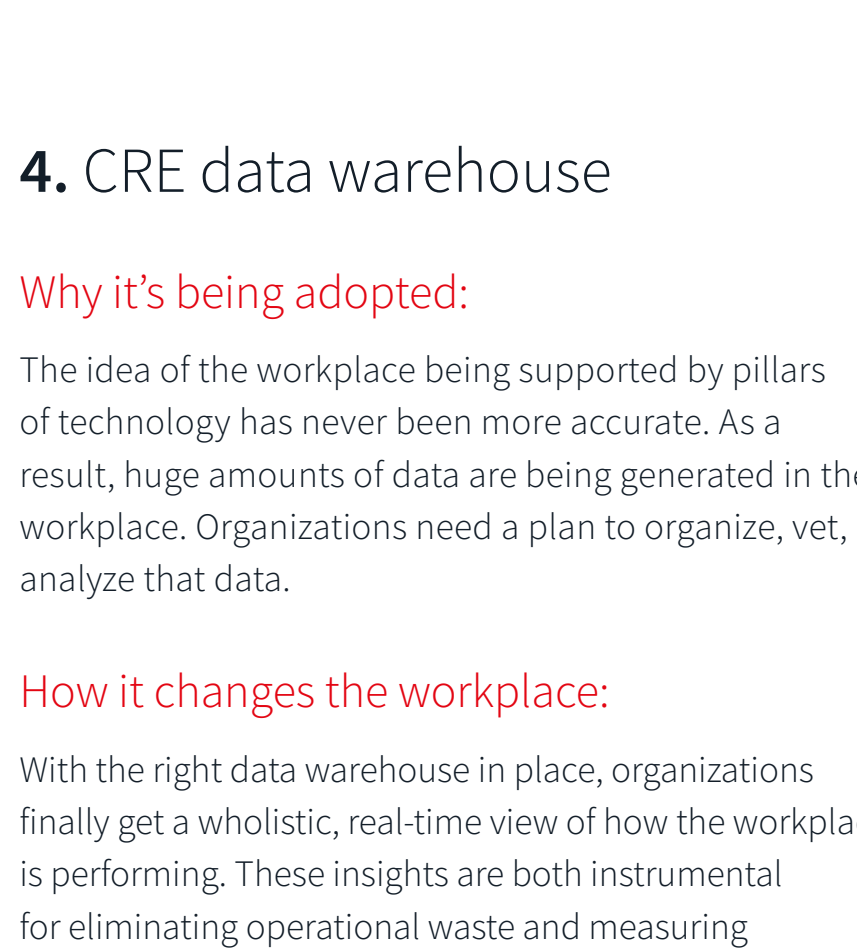 4. CRE data warehouse
Why it’s being adopted:
The idea of the workplace being supported by pillars
of technology has never been more accurate. As a
result, huge amounts of data are being generated in the
workplace. Organizations need a plan to organize, vet,
analyze that data.
How it changes the workplace:
With the right data warehouse in place, organizations
finally get a wholistic, real-time view of how the
is performing. These insights are both instrumental
for eliminating operational waste and measuring